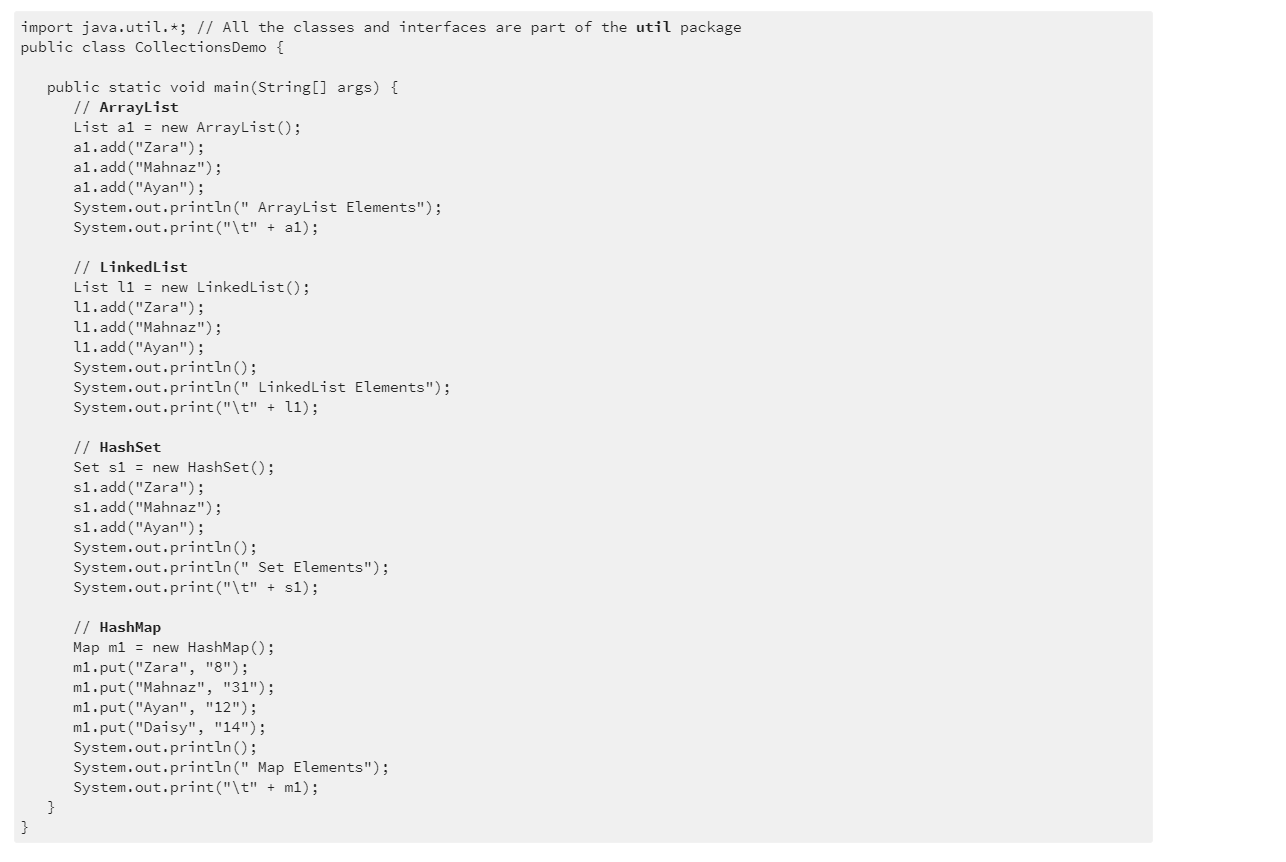 import java.util.*; // All the classes and interfaces are part of the util package
public class CollectionsDemo {

   public static void main(String[] args) {
      // ArrayList
      List a1 = new ArrayList();
      a1.add("Zara");
      a1.add("Mahnaz");
      a1.add("Ayan");
      System.out.println(" ArrayList Elements");
      System.out.print("\t" + a1);

      // LinkedList
      List l1 = new LinkedList();
      l1.add("Zara");
      l1.add("Mahnaz");
      l1.add("Ayan");
      System.out.println();
      System.out.println(" LinkedList Elements");
      System.out.print("\t" + l1);

      // HashSet
      Set s1 = new HashSet();
      s1.add("Zara");
      s1.add("Mahnaz");
      s1.add("Ayan");
      System.out.println();
      System.out.println(" Set Elements");
      System.out.print("\t" + s1);

      // HashMap
      Map m1 = new HashMap();
      m1.put("Zara", "8");
      m1.put("Mahnaz", "31");
      m1.put("Ayan", "12");
      m1.put("Daisy", "14");
      System.out.println();
      System.out.println(" Map Elements");
      System.out.print("\t" + m1);
   }
}